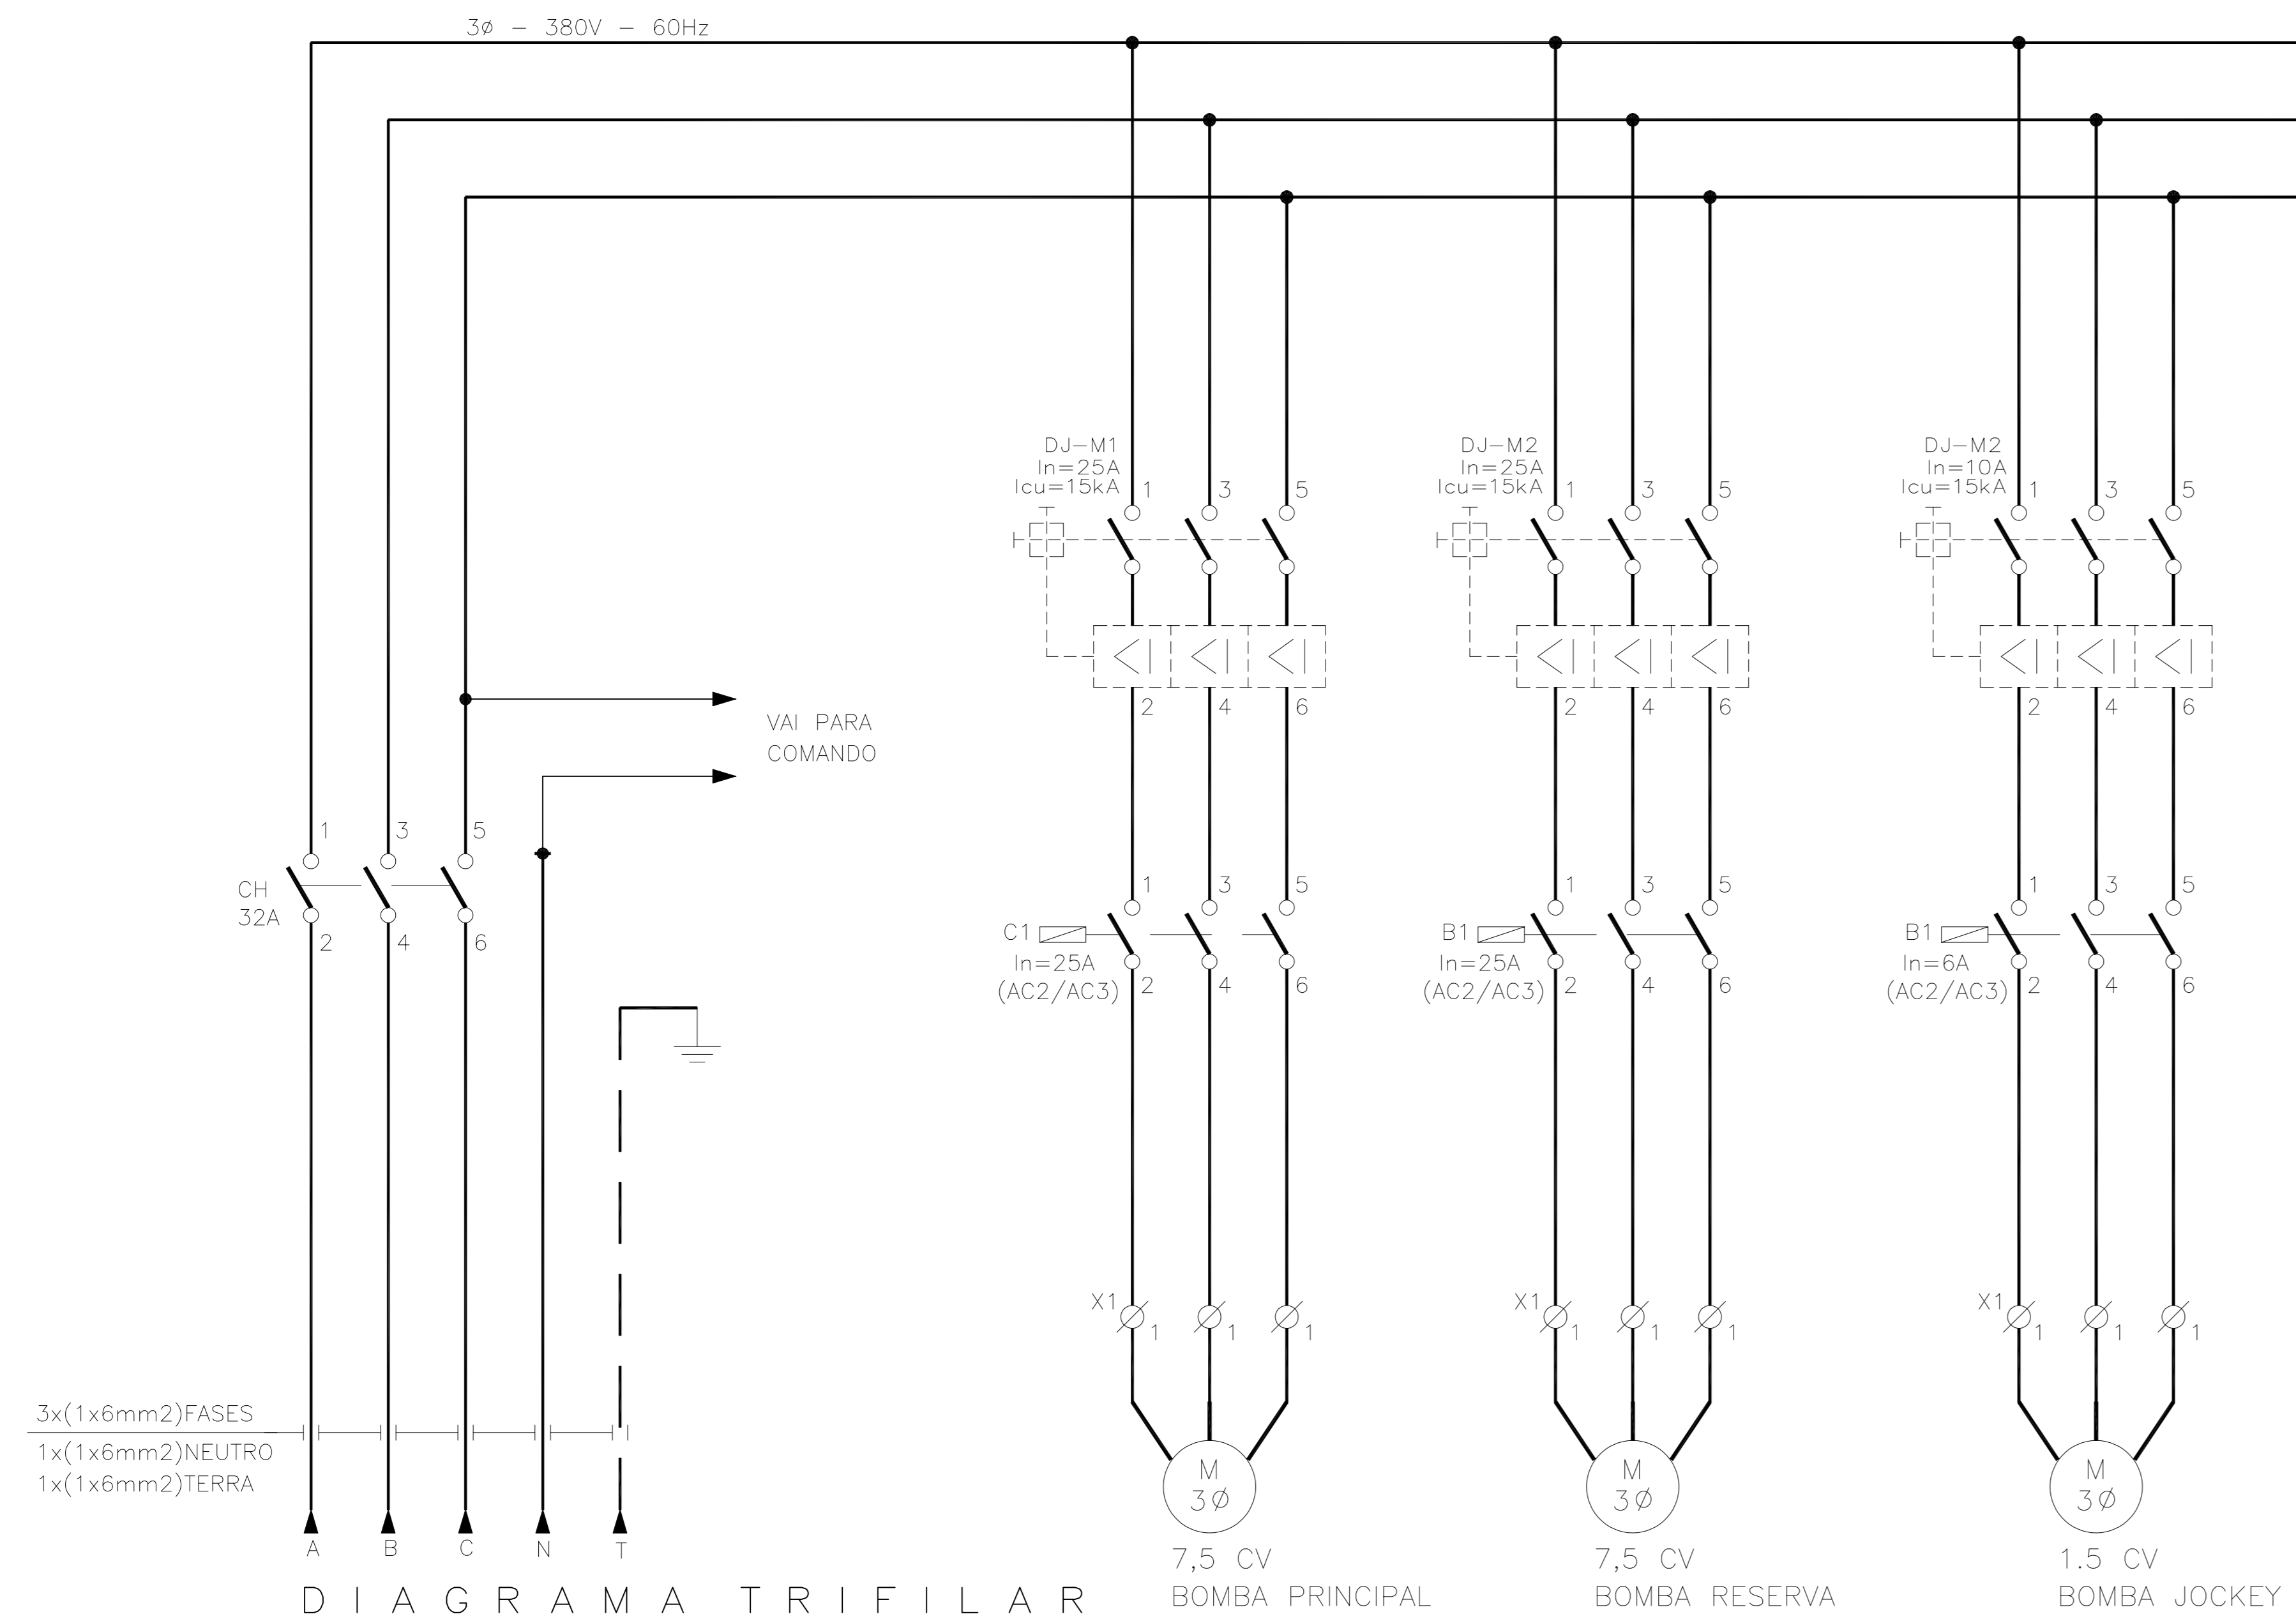 3ø - 380V - 60Hz
DJ-M1
In=25A
Icu=15kA
1 3 5
2 4 6
DJ-M2
In=25A
Icu=15kA
1 3 5
2 4 6
DJ-M2
In=10A
Icu=15kA
1 3 5
2 4 6
VAI PARA
COMANDO
1 3 5
CH
32A
2 4 6
1 3 5
C1
In=25A
(AC2/AC3)
2 4 6
1 3 5
B1
In=25A
(AC2/AC3)
2 4 6
1 3 5
B1
In=6A
(AC2/AC3)
2 4 6
X1
1 1 1
X1
1 1 1
X1
1 1 1
3x(1x6mm2)FASES
1x(1x6mm2)NEUTRO
1x(1x6mm2)TERRA
A B C N T
M
3Ø
7,5 CV
BOMBA PRINCIPAL
M
3Ø
7,5 CV
BOMBA RESERVA
M
3Ø
1.5 CV
BOMBA JOCKEY
DIAGRAMA TRIFILAR